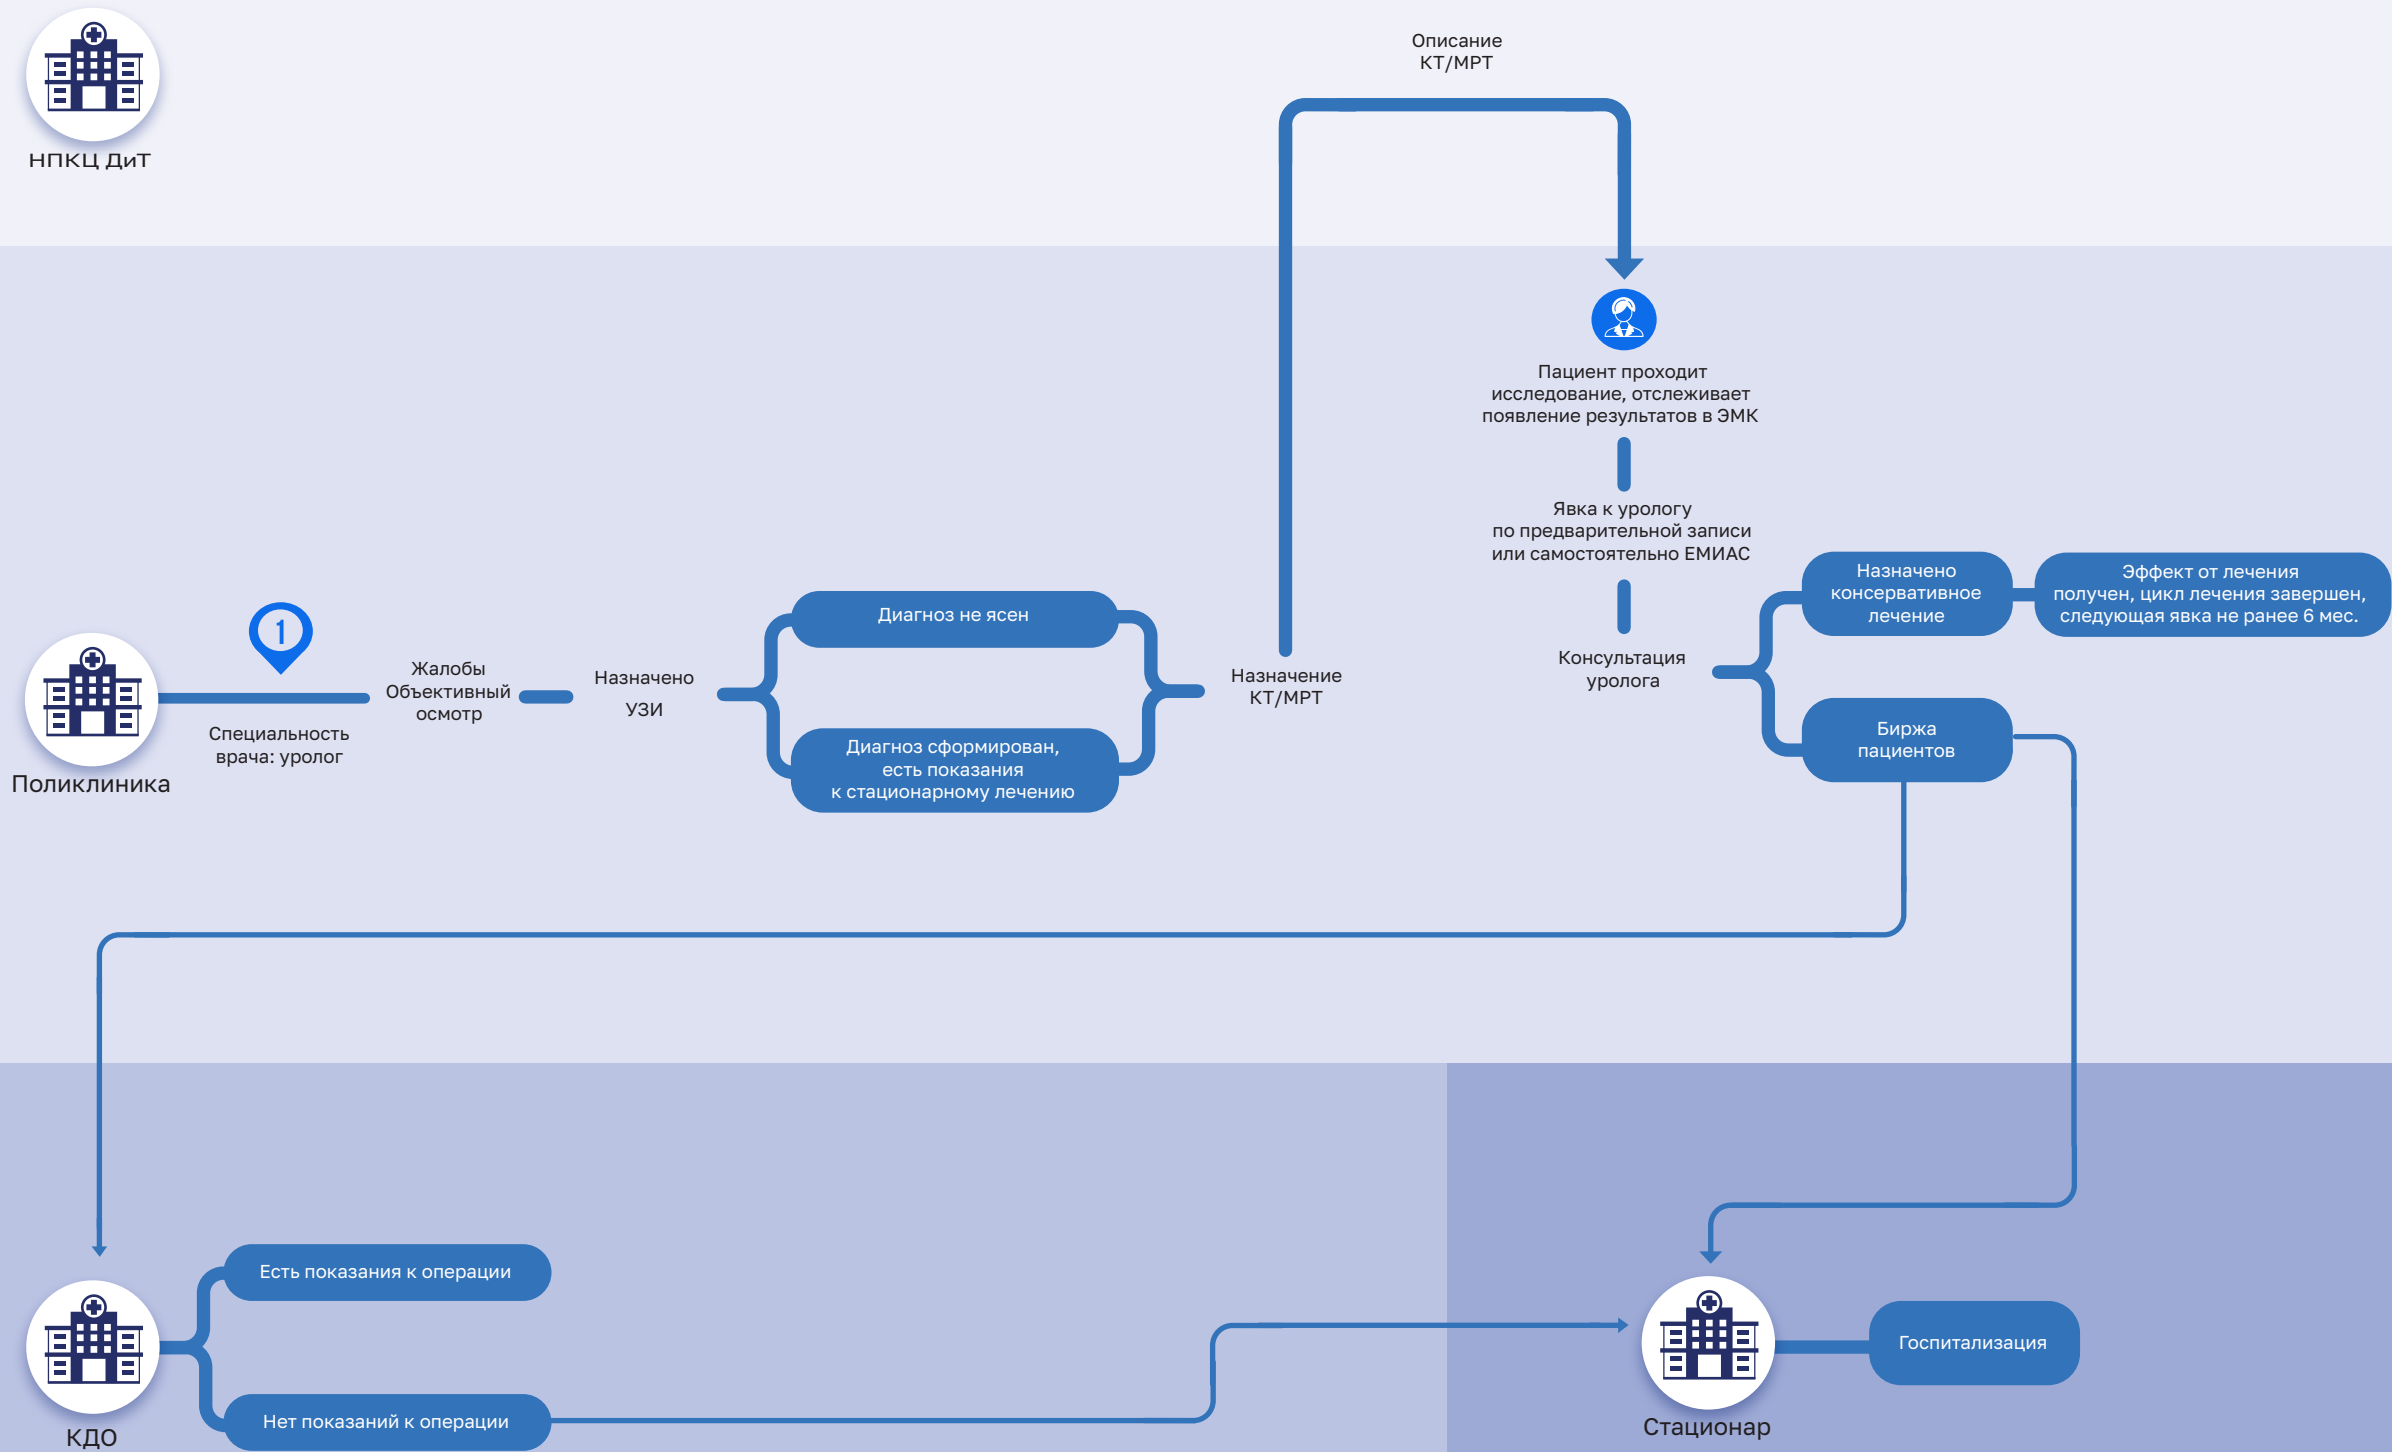 НПКЦ ДиТ
Описание
КТ/МРТ
Пациент проходит
исследование, отслеживает
появление результатов в ЭМК
Явка к урологу
по предварительной записи
или самостоятельно ЕМИАС
Консультация
уролога
Назначено
консервативное
лечение
Эффект от лечения
получен, цикл лечения завершен,
следующая явка не ранее 6 мес.
Биржа
пациентов
Поликлиника
1
Специальность
врача: уролог
Жалобы
Объективный
осмотр
Назначено
УЗИ
Диагноз не ясен
Диагноз сформирован,
есть показания
к стационарному лечению
Назначение
КТ/МРТ
КДО
Есть показания к операции
Нет показаний к операции
Стационар
Госпитализация